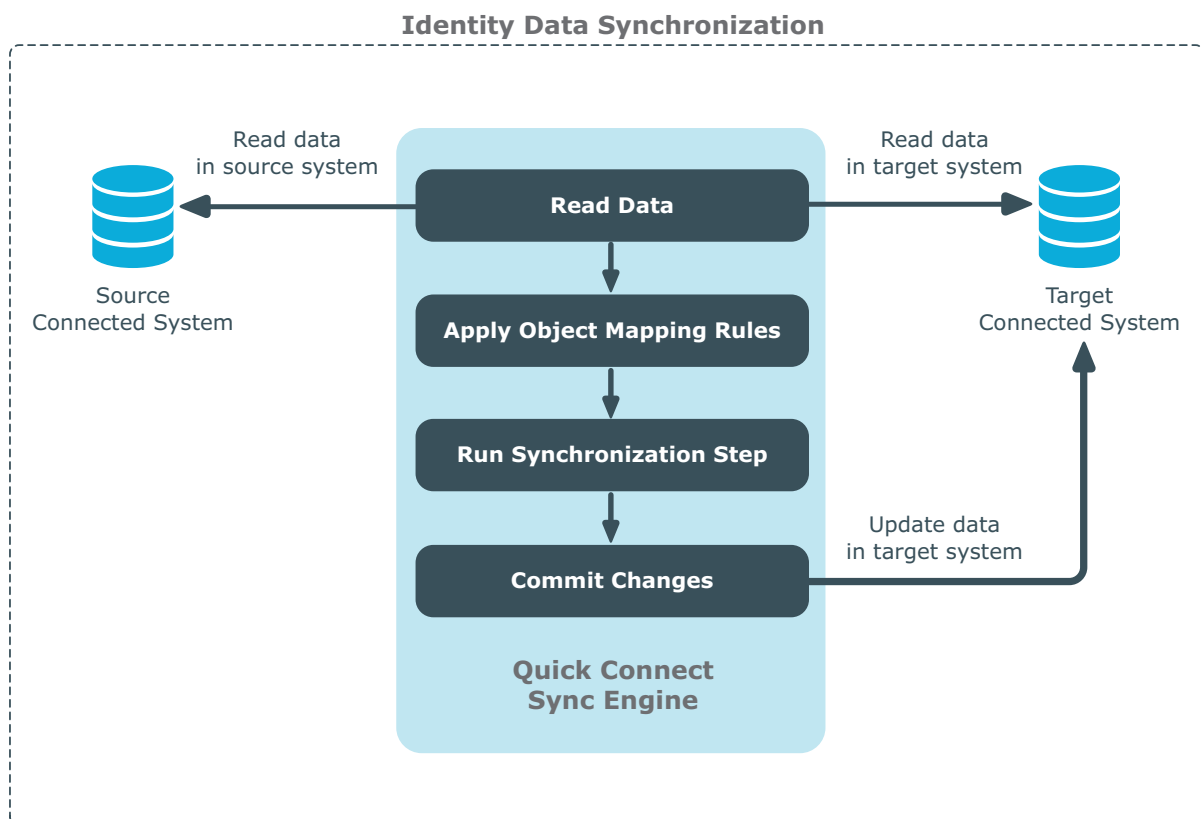 Identity Data Synchronization
Read data
in source system
Read data
in target system
Read Data
Source
Connected System
Target
Connected System
Apply Object Mapping Rules
Run Synchronization Step
Update data
in target system
Commit Changes
Quick Connect
Sync Engine